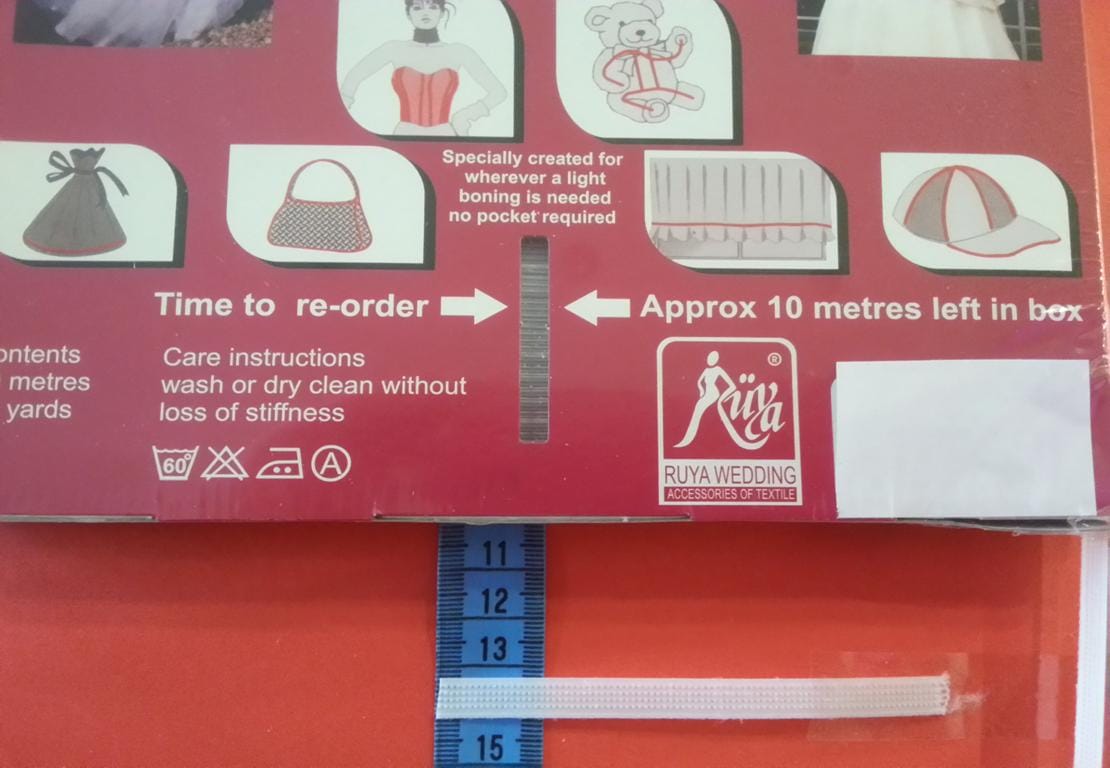 Specially created for
wherever a light
boning is needed
no pocket required
Time to re-order
Approx 10 metres left in box
ontents
metres
yards
Care instructions
wash or dry clean without
loss of stiffness
60°
A
Rüya
®
RUYA WEDDING
ACCESSORIES OF TEXTILE
11
12
13
15